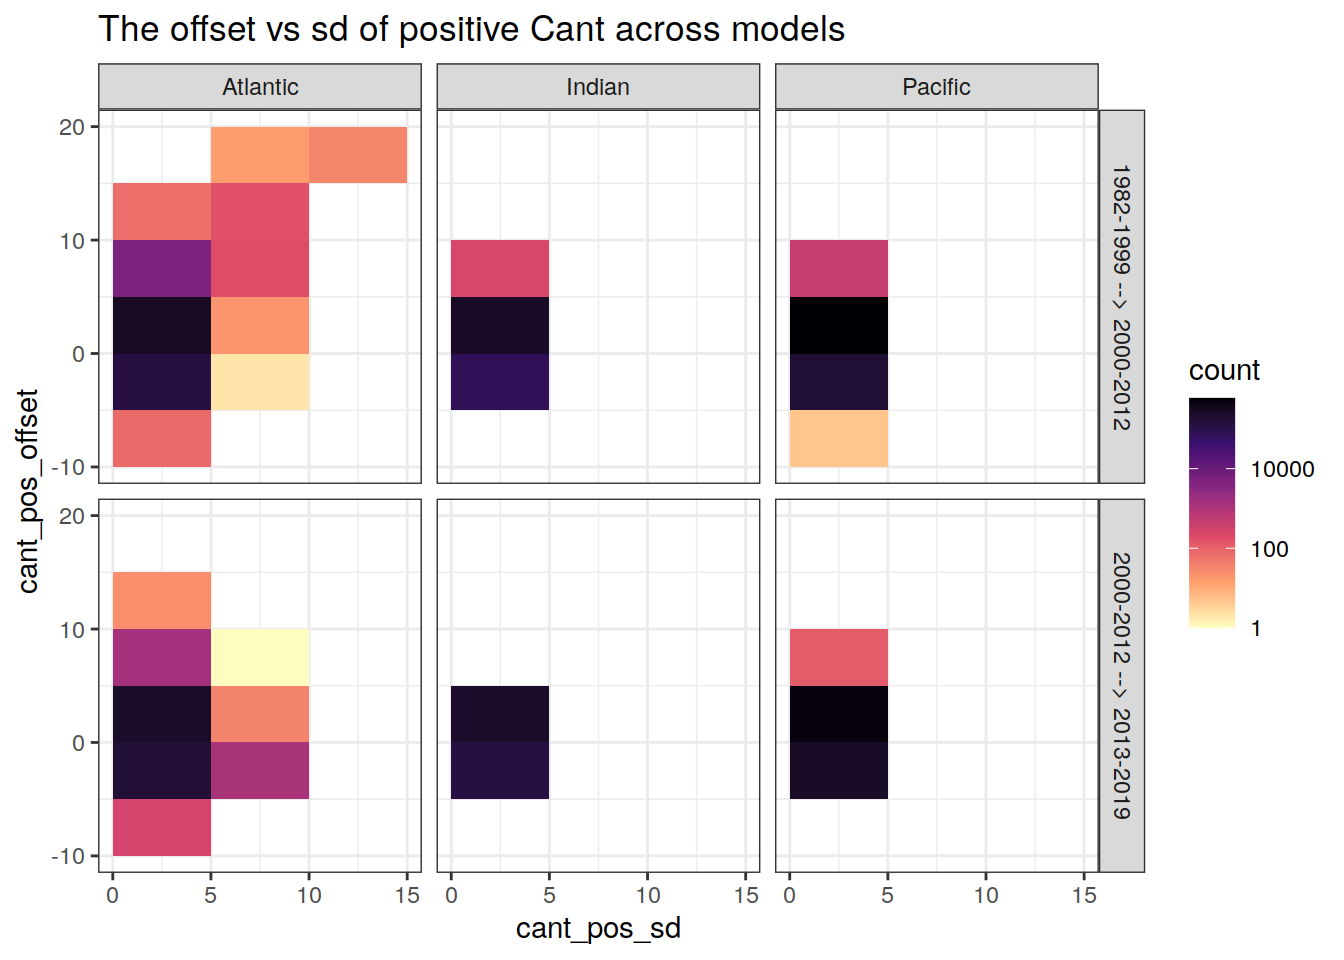 The offset vs sd of positive Cant across models
Atlantic
Indian
Pacific
20
10
0
-10
1982-1999 --> 2000-2012
20
10
0
-10
2000-2012 --> 2013-2019
0 5 10 15
0 5 10 15
0 5 10 15
cant_pos_sd
cant_pos_offset
count
10000
100
1